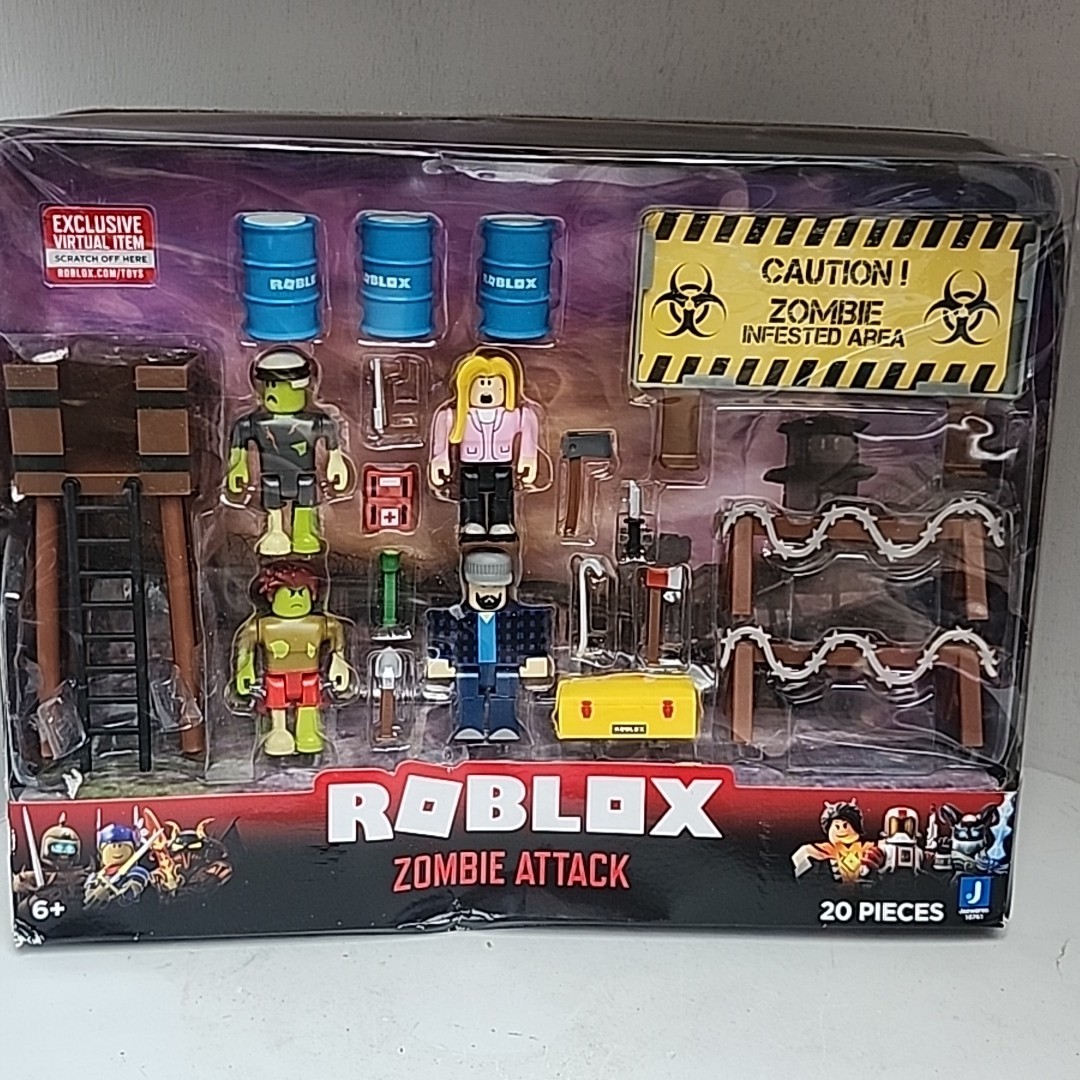 EXCLUSIVE
VIRTUAL ITEM
SCRATCH OFF HERE
ROBLOX.COM/TOYS
ROBLOX
ROBLOX
CAUTION !
ZOMBIE
INFESTED AREA
ROBLOX
ROBLOX
ZOMBIE ATTACK
6+
20 PIECES
J
Jazwares